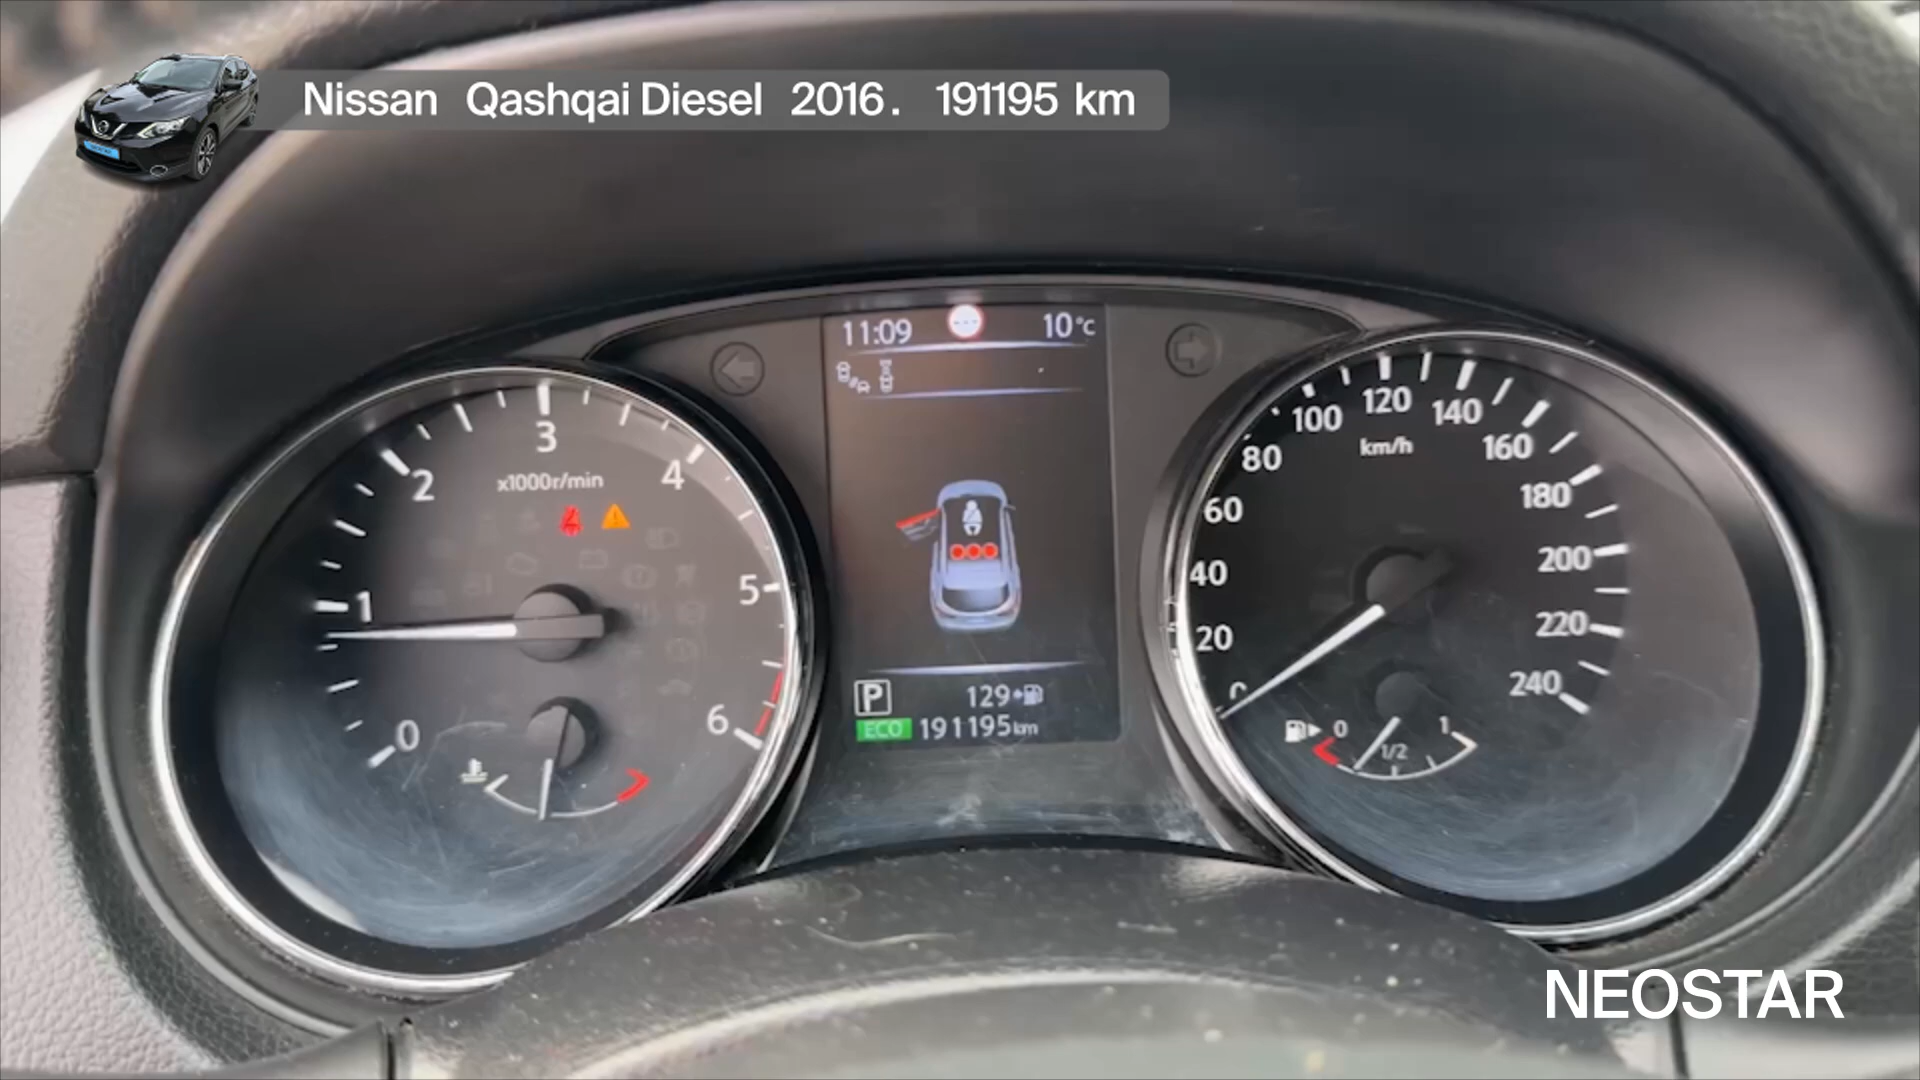 Nissan Qashqai Diesel 2016. 191195 km
11:09 10°C
0 1 2 3 4 5 6
x1000r/min
0 20 40 60 80 100 120 140 160 180 200 220 240
km/h
P 129
ECO 191195km
0 1/2 1
NEOSTAR